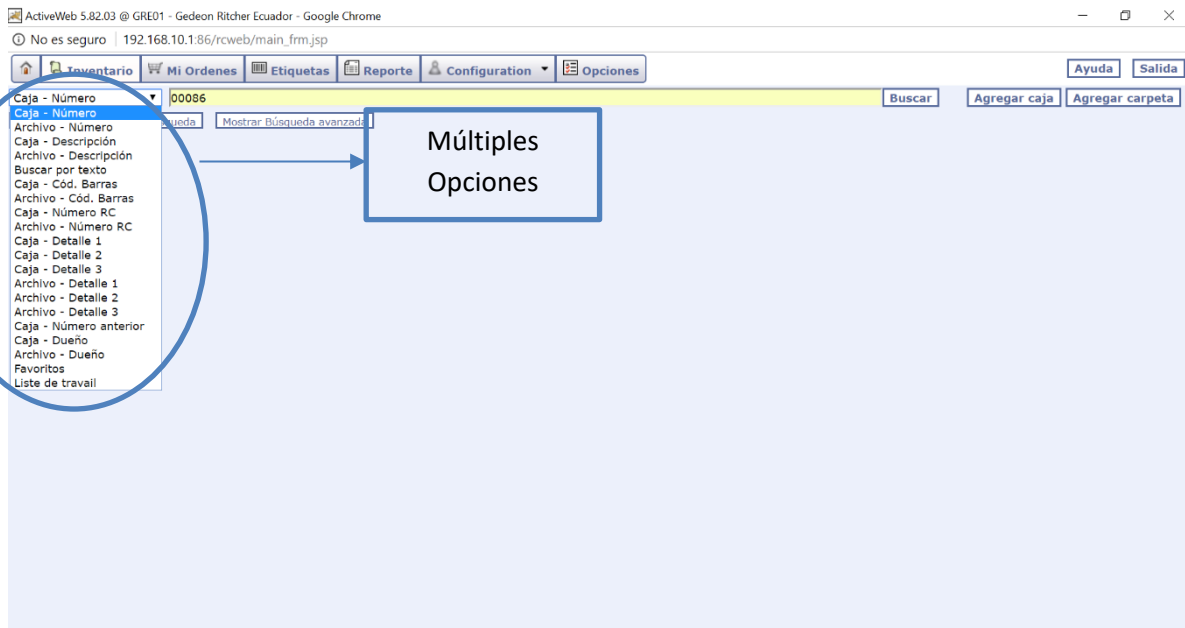 ActiveWeb 5.82.03 @ GRE01 - Gedeon Ritcher Ecuador - Google Chrome
No es seguro | 192.168.10.1:86/rcweb/main_frm.jsp
Inventario Mi Ordenes Etiquetas Reporte Configuration Opciones Ayuda Salida
Caja - Número 00086 Buscar Agregar caja Agregar carpeta
Caja - Número
Mostrar Búsqueda avanzada
Archivo - Número
Caja - Descripción
Archivo - Descripción
Buscar por texto
Caja - Cód. Barras
Archivo - Cód. Barras
Caja - Número RC
Archivo - Número RC
Caja - Detalle 1
Caja - Detalle 2
Caja - Detalle 3
Archivo - Detalle 1
Archivo - Detalle 2
Archivo - Detalle 3
Caja - Número anterior
Caja - Dueño
Archivo - Dueño
Favoritos
Liste de travail
Múltiples
Opciones